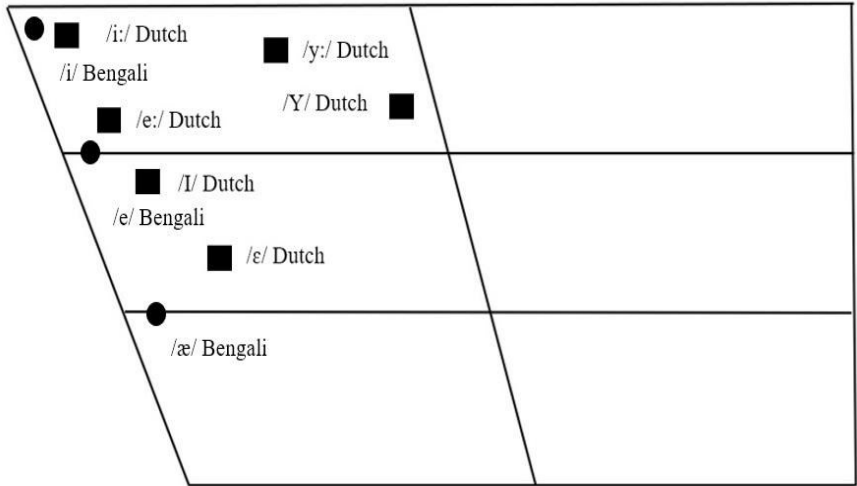 /i:/ Dutch
/y:/ Dutch
/i/ Bengali
/Y/ Dutch
/e:/ Dutch
/I/ Dutch
/e/ Bengali
/ɛ/ Dutch
/æ/ Bengali